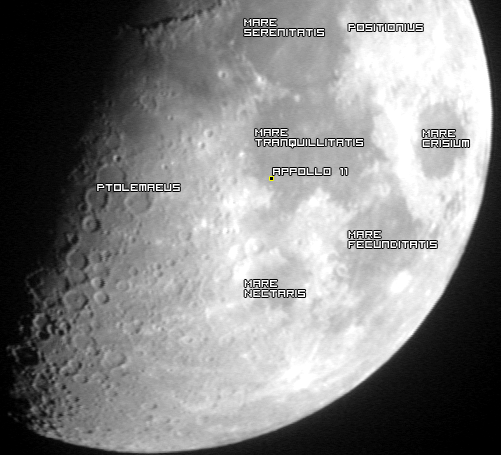 MARE
SERENITATIS
POSITIONIUS
MARE
TRANQUILLITATIS
MARE
CRISIUM
APPOLLO 11
PTOLEMAEUS
MARE
FECUNDITATIS
MARE
NECTARIS